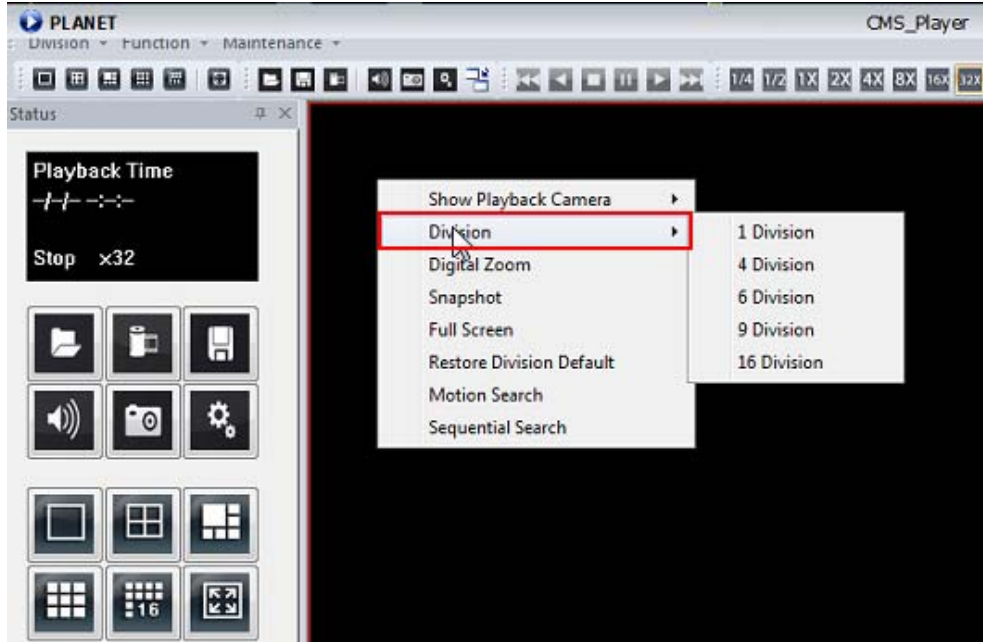 PLANET CMS_Player
Division Function Maintenance
1/4 1/2 1X 2X 4X 8X 16X 32X
Status
Playback Time
-/-/- -:-:-
Stop ×32
Show Playback Camera
Division
Digital Zoom
Snapshot
Full Screen
Restore Division Default
Motion Search
Sequential Search
1 Division
4 Division
6 Division
9 Division
16 Division
16